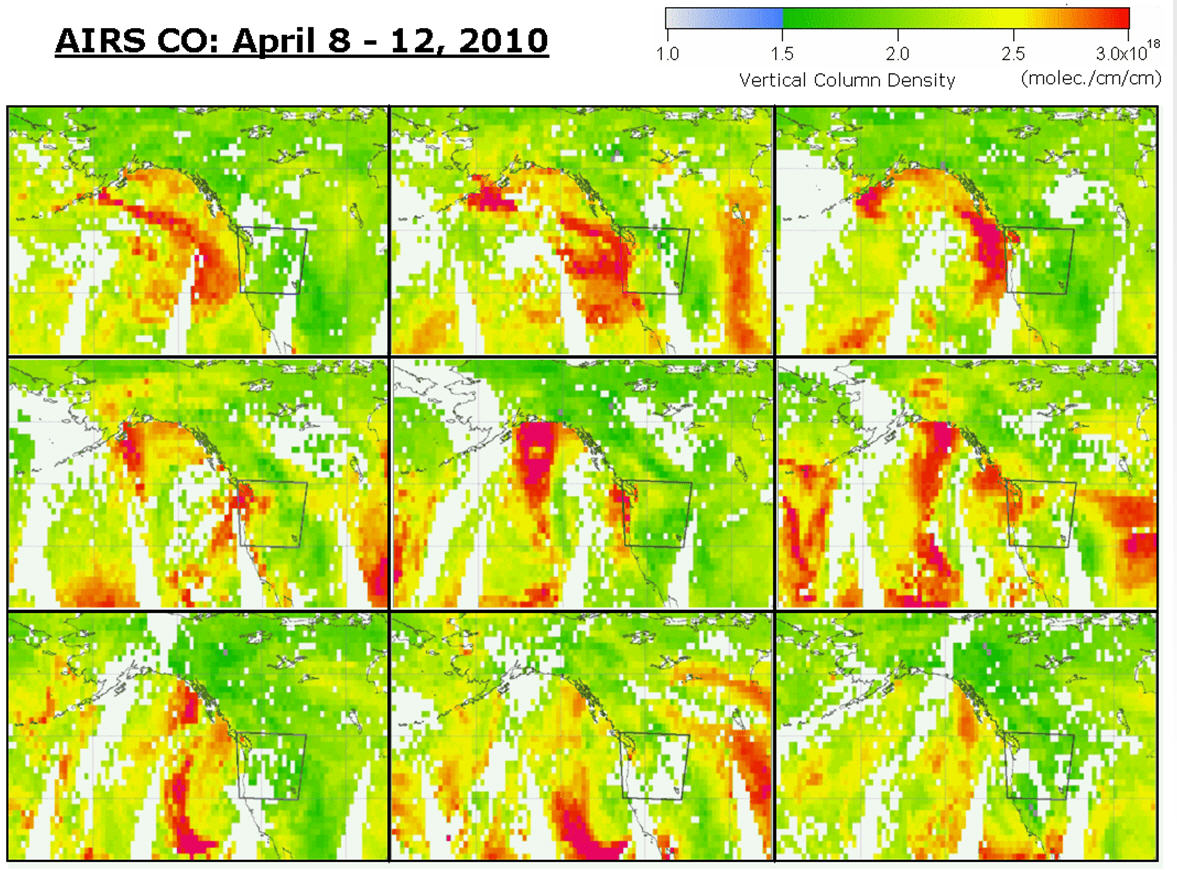 AIRS CO: April 8 - 12, 2010
1.0 1.5 2.0 2.5 3.0x10¹⁸
Vertical Column Density (molec./cm/cm)